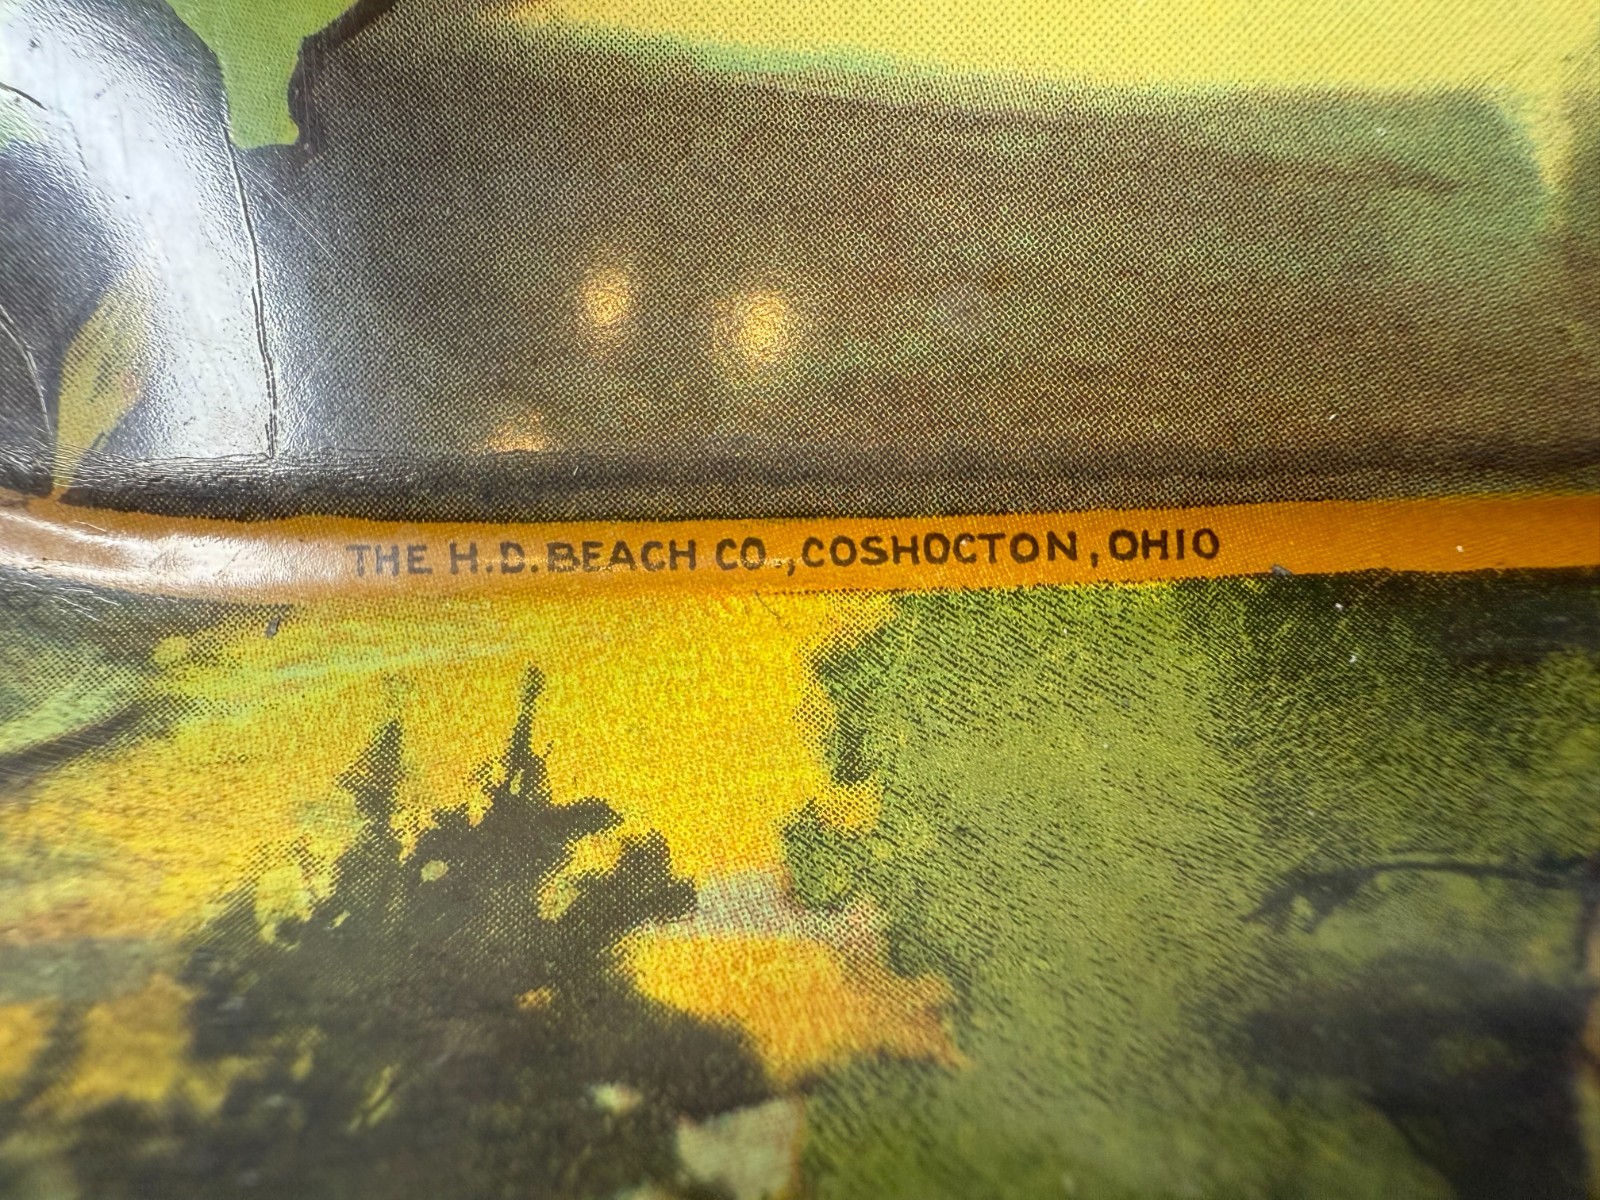 THE H.D. BEACH CO., COSHOCTON, OHIO